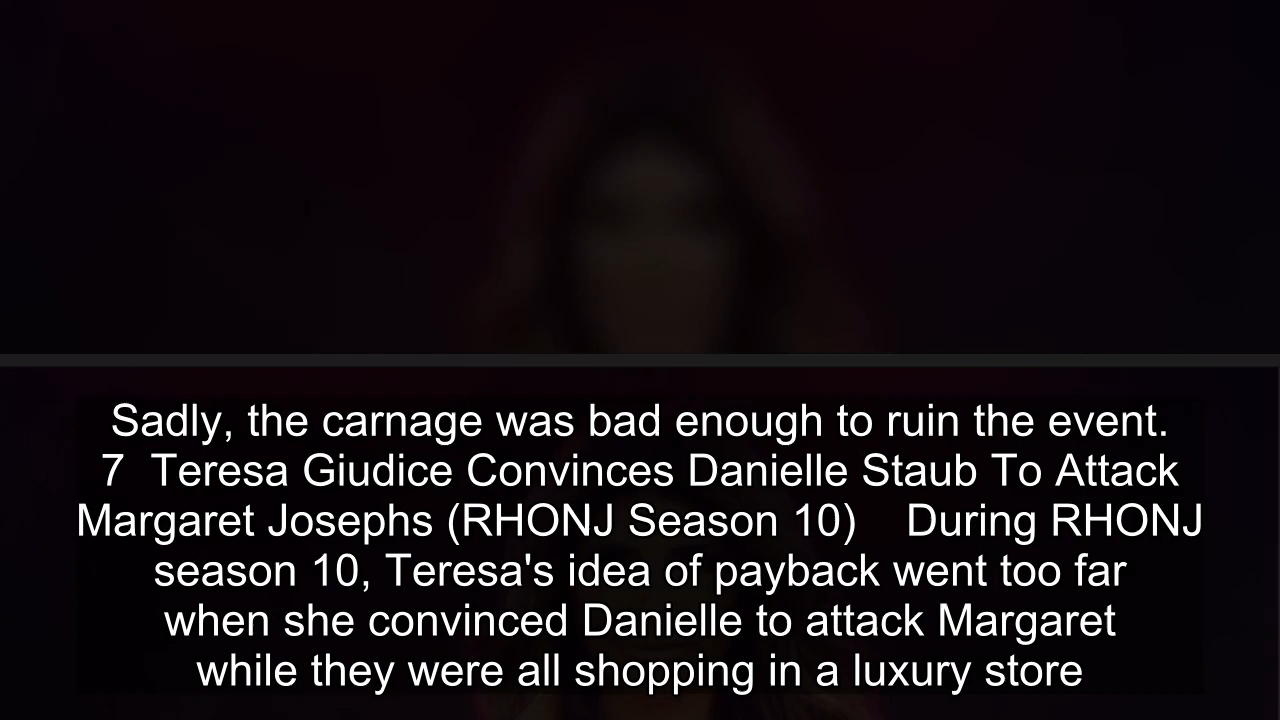 Sadly, the carnage was bad enough to ruin the event.
7  Teresa Giudice Convinces Danielle Staub To Attack
Margaret Josephs (RHONJ Season 10)    During RHONJ
season 10, Teresa's idea of payback went too far
when she convinced Danielle to attack Margaret
while they were all shopping in a luxury store